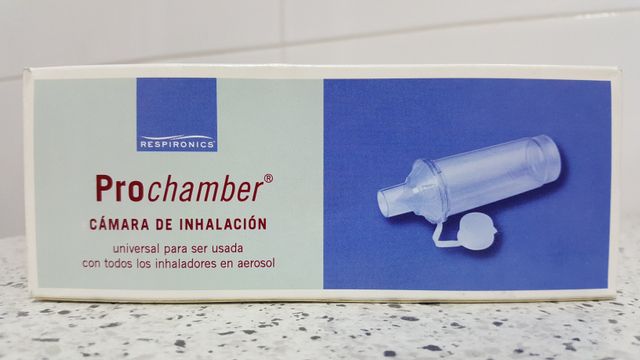 RESPIRONICS®
Prochamber®
CÁMARA DE INHALACIÓN
universal para ser usada
con todos los inhaladores en aerosol